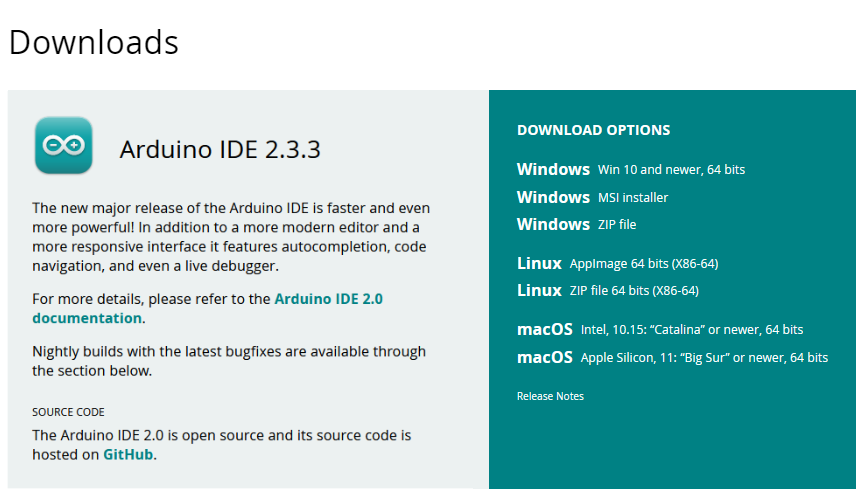 Downloads
Arduino IDE 2.3.3
The new major release of the Arduino IDE is faster and even
more powerful! In addition to a more modern editor and a
more responsive interface it features autocompletion, code
navigation, and even a live debugger.
For more details, please refer to the Arduino IDE 2.0
documentation.
Nightly builds with the latest bugfixes are available through
the section below.
SOURCE CODE
The Arduino IDE 2.0 is open source and its source code is
hosted on GitHub.
DOWNLOAD OPTIONS
Windows Win 10 and newer, 64 bits
Windows MSI installer
Windows ZIP file
Linux AppImage 64 bits (X86-64)
Linux ZIP file 64 bits (X86-64)
macOS Intel, 10.15: “Catalina” or newer, 64 bits
macOS Apple Silicon, 11: “Big Sur” or newer, 64 bits
Release Notes